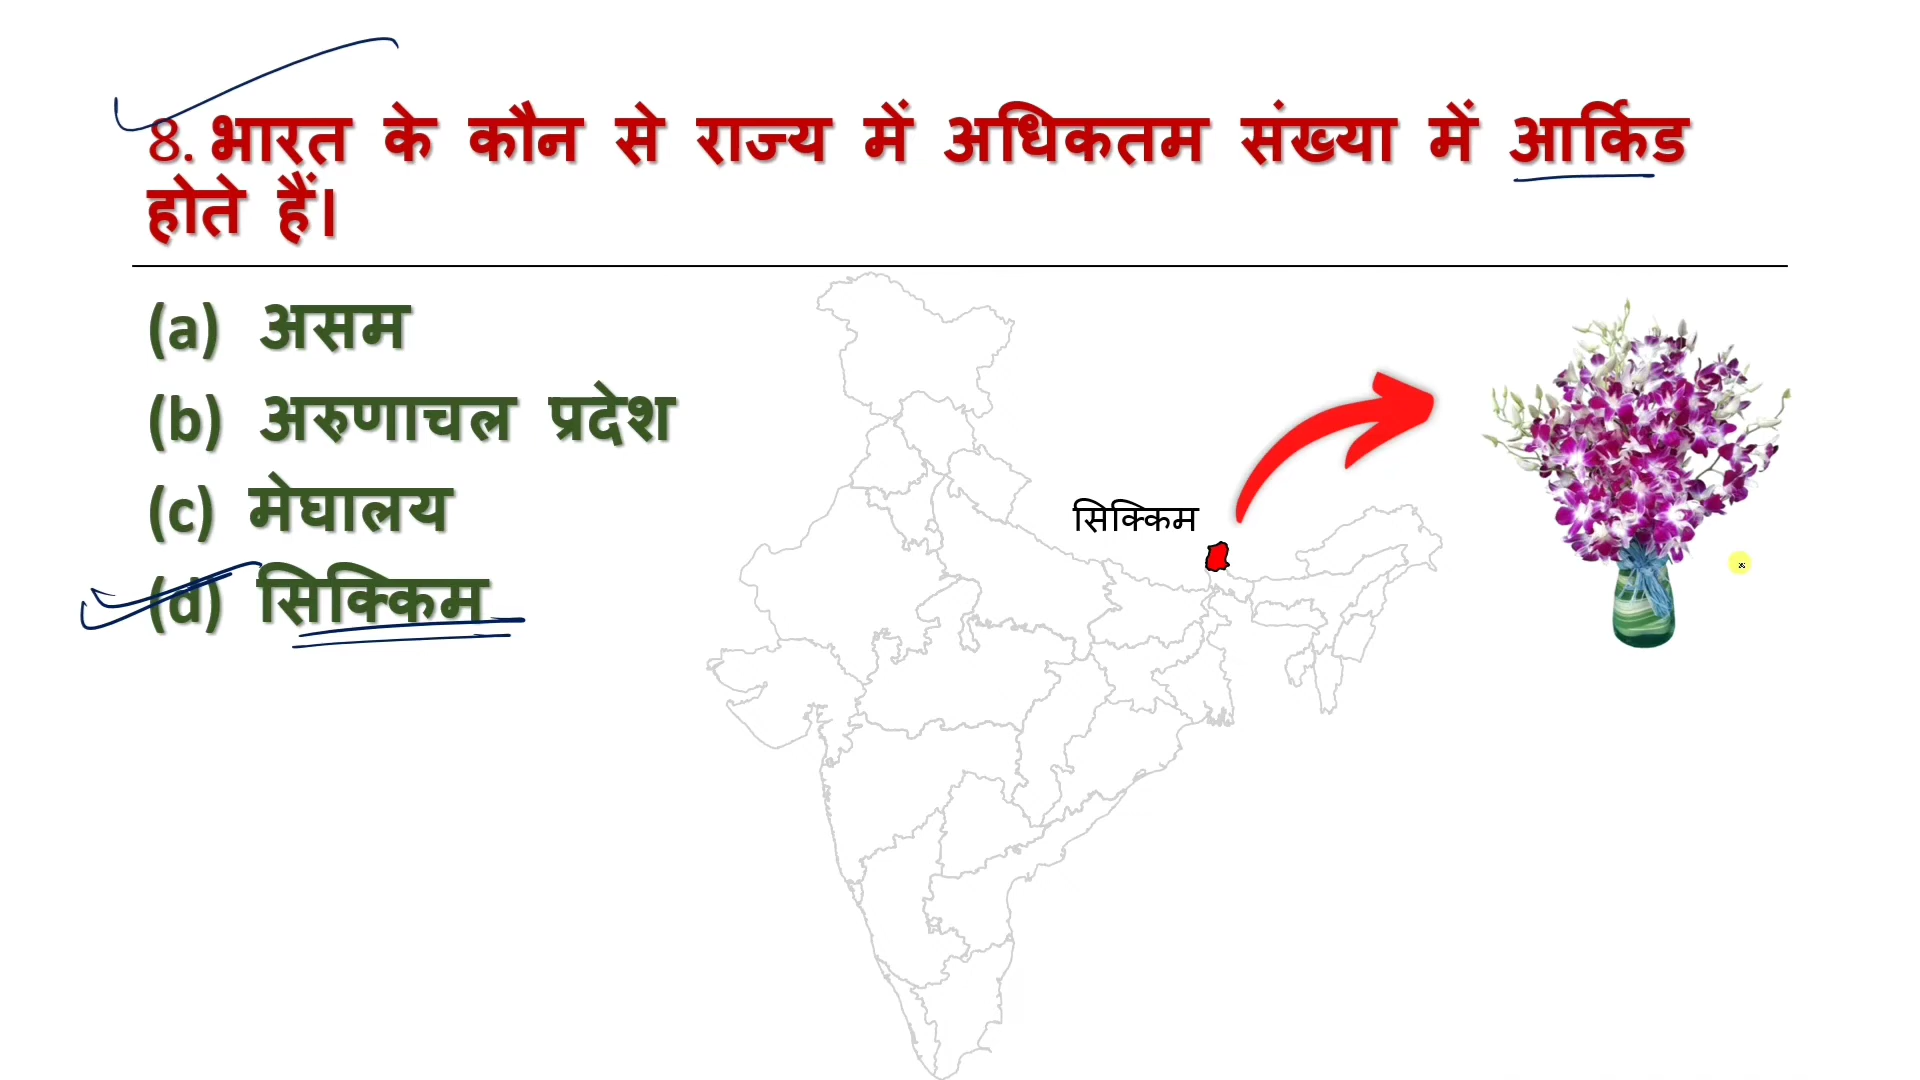 8. भारत के कौन से राज्य में अधिकतम संख्या में आर्किड
होते हैं।
(a) असम
(b) अरुणाचल प्रदेश
(c) मेघालय
(d) सिक्किम
सिक्किम